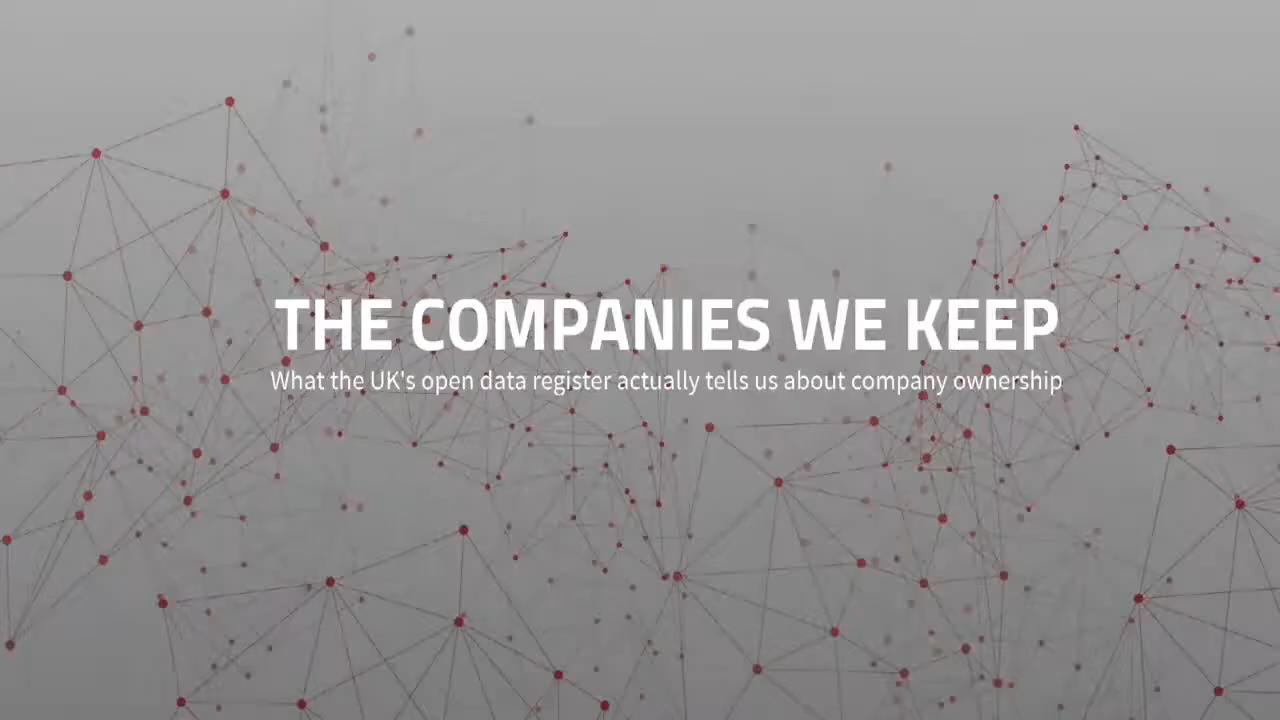 THE COMPANIES WE KEEP
What the UK's open data register actually tells us about company ownership